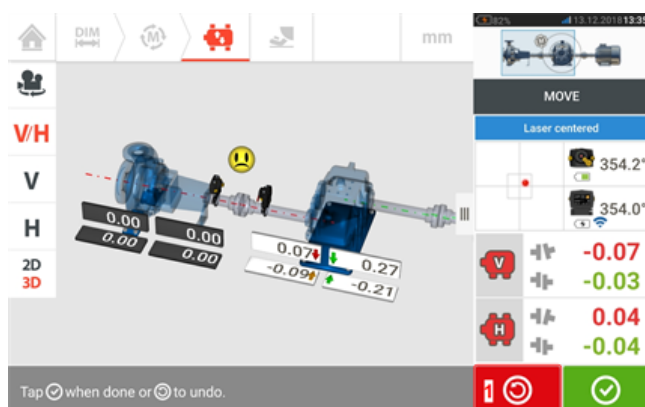 82%
13.12.2018 13:35
DIM
M
mm
MOVE
Laser centered
354.2°
354.0°
V/H
V
H
2D
3D
0.00
0.00
0.00
0.00
0.07
0.27
-0.09
-0.21
V
-0.07
-0.03
H
0.04
-0.04
Tap when done or to undo.
1